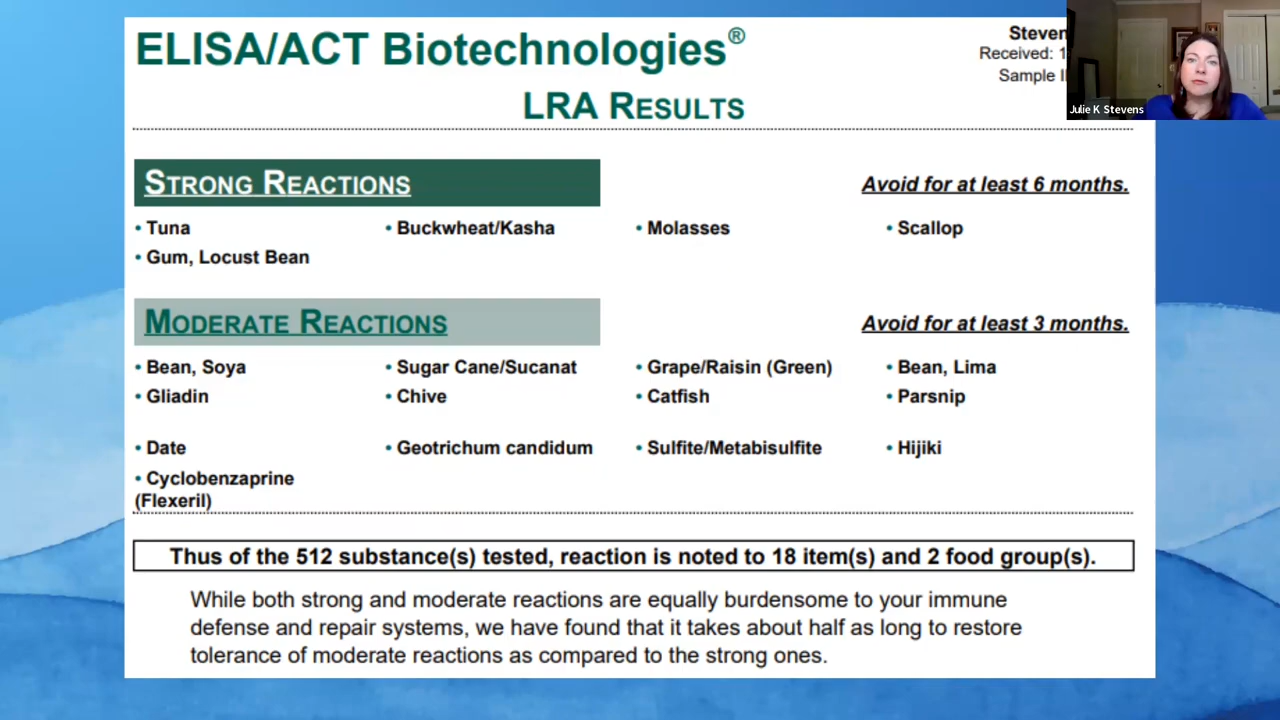 ELISA/ACT Biotechnologies®
Steven
Received: 1
Sample I
LRA RESULTS
Julie K Stevens
STRONG REACTIONS
Avoid for at least 6 months.
• Tuna • Buckwheat/Kasha • Molasses • Scallop
• Gum, Locust Bean
MODERATE REACTIONS
Avoid for at least 3 months.
• Bean, Soya • Sugar Cane/Sucanat • Grape/Raisin (Green) • Bean, Lima
• Gliadin • Chive • Catfish • Parsnip
• Date • Geotrichum candidum • Sulfite/Metabisulfite • Hijiki
• Cyclobenzaprine
(Flexeril)
Thus of the 512 substance(s) tested, reaction is noted to 18 item(s) and 2 food group(s).
While both strong and moderate reactions are equally burdensome to your immune
defense and repair systems, we have found that it takes about half as long to restore
tolerance of moderate reactions as compared to the strong ones.